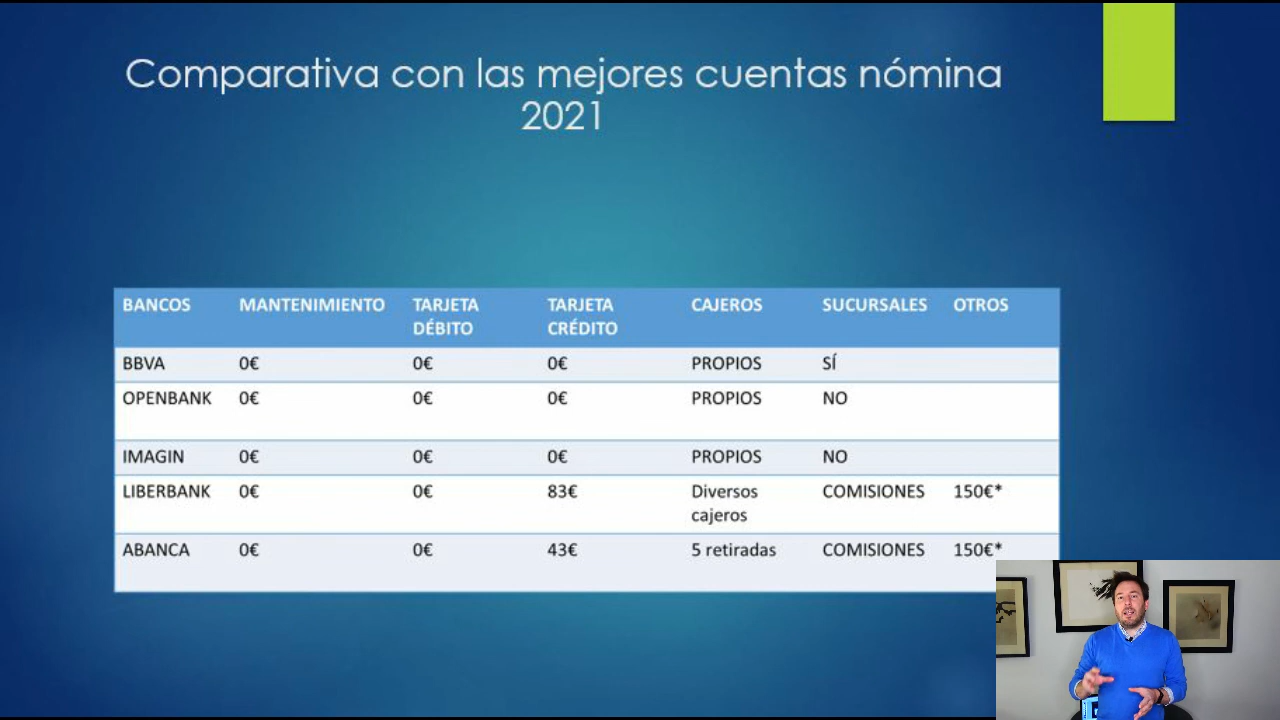 Comparativa con las mejores cuentas nómina
2021
BANCOS MANTENIMIENTO TARJETA DÉBITO TARJETA CRÉDITO CAJEROS SUCURSALES OTROS
BBVA 0€ 0€ 0€ PROPIOS SÍ
OPENBANK 0€ 0€ 0€ PROPIOS NO
IMAGIN 0€ 0€ 0€ PROPIOS NO
LIBERBANK 0€ 0€ 83€ Diversos cajeros COMISIONES 150€*
ABANCA 0€ 0€ 43€ 5 retiradas COMISIONES 150€*